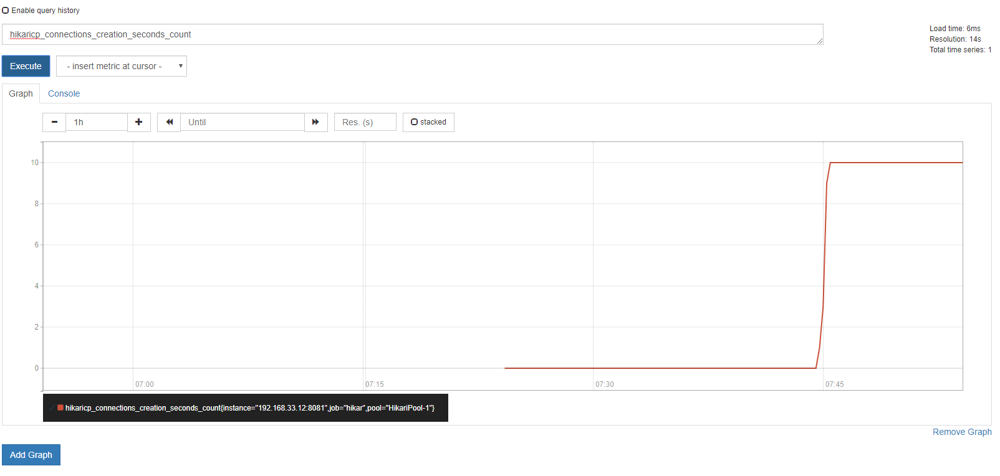 Enable query history
hikaricp_connections_creation_seconds_count
Load time: 6ms
Resolution: 14s
Total time series: 1
Execute
- insert metric at cursor -
Graph
Console
1h
Until
Res. (s)
stacked
10
8
6
4
2
0
07:00
07:15
07:30
07:45
hikaricp_connections_creation_seconds_count{instance="192.168.33.12:8081",job="hikar",pool="HikariPool-1"}
Remove Graph
Add Graph